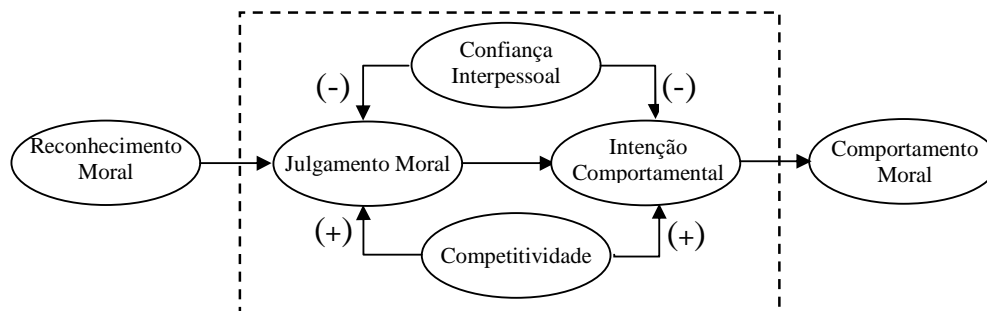 Confiança
Interpessoal
(-)
(-)
Reconhecimento
Moral
Julgamento Moral
Intenção
Comportamental
Comportamento
Moral
(+)
(+)
Competitividade